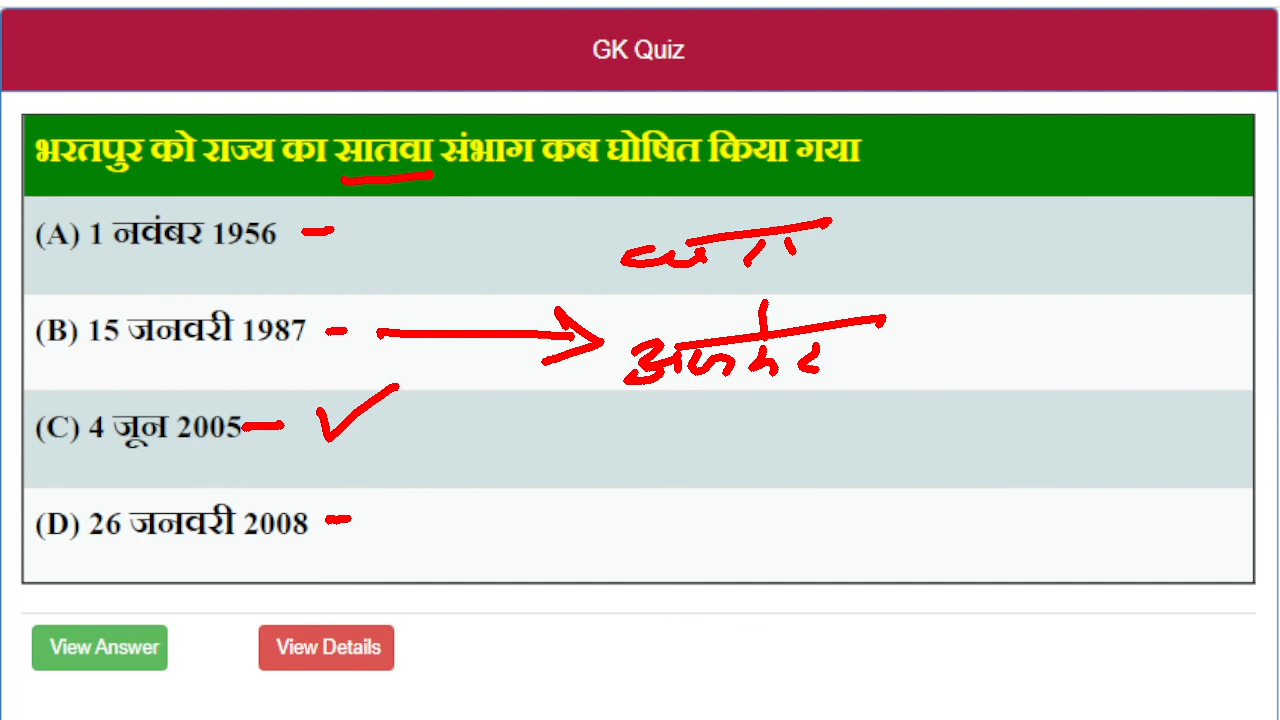 GK Quiz
भरतपुर को राज्य का सातवा संभाग कब घोषित किया गया
(A) 1 नवंबर 1956
(B) 15 जनवरी 1987
(C) 4 जून 2005
(D) 26 जनवरी 2008
View Answer
View Details